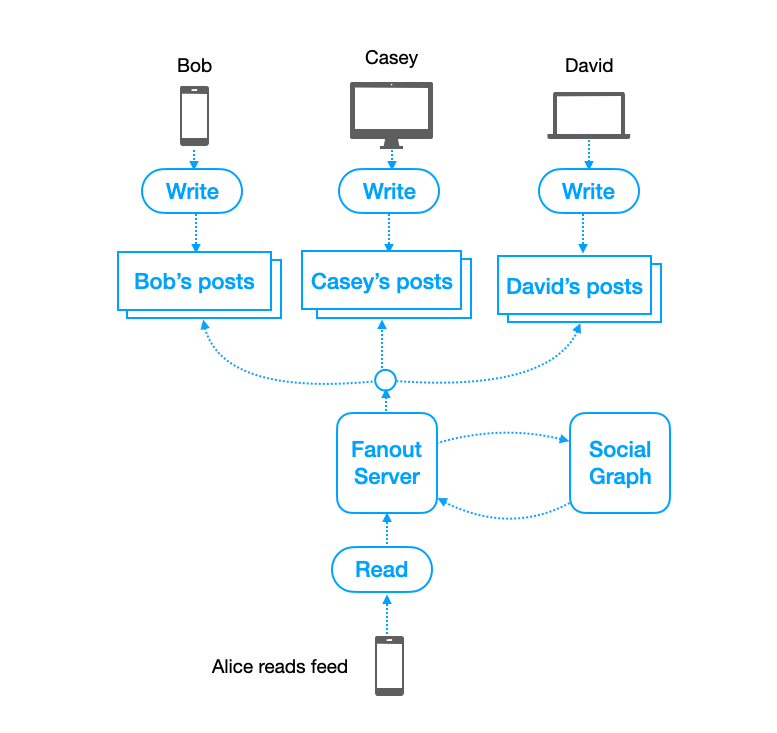 Bob
Casey
David
Write
Write
Write
Bob’s posts
Casey’s posts
David’s posts
Fanout
Server
Social
Graph
Read
Alice reads feed